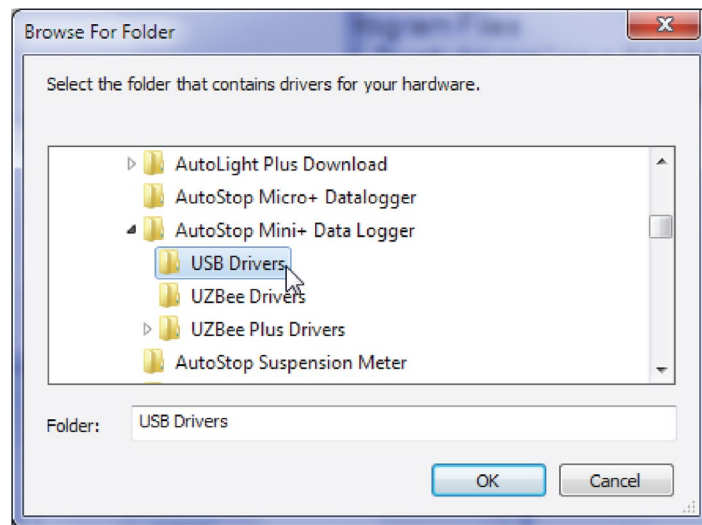 Browse For Folder
Select the folder that contains drivers for your hardware.
AutoLight Plus Download
AutoStop Micro+ Datalogger
AutoStop Mini+ Data Logger
USB Drivers
UZBee Drivers
UZBee Plus Drivers
AutoStop Suspension Meter
Folder: USB Drivers
OK Cancel